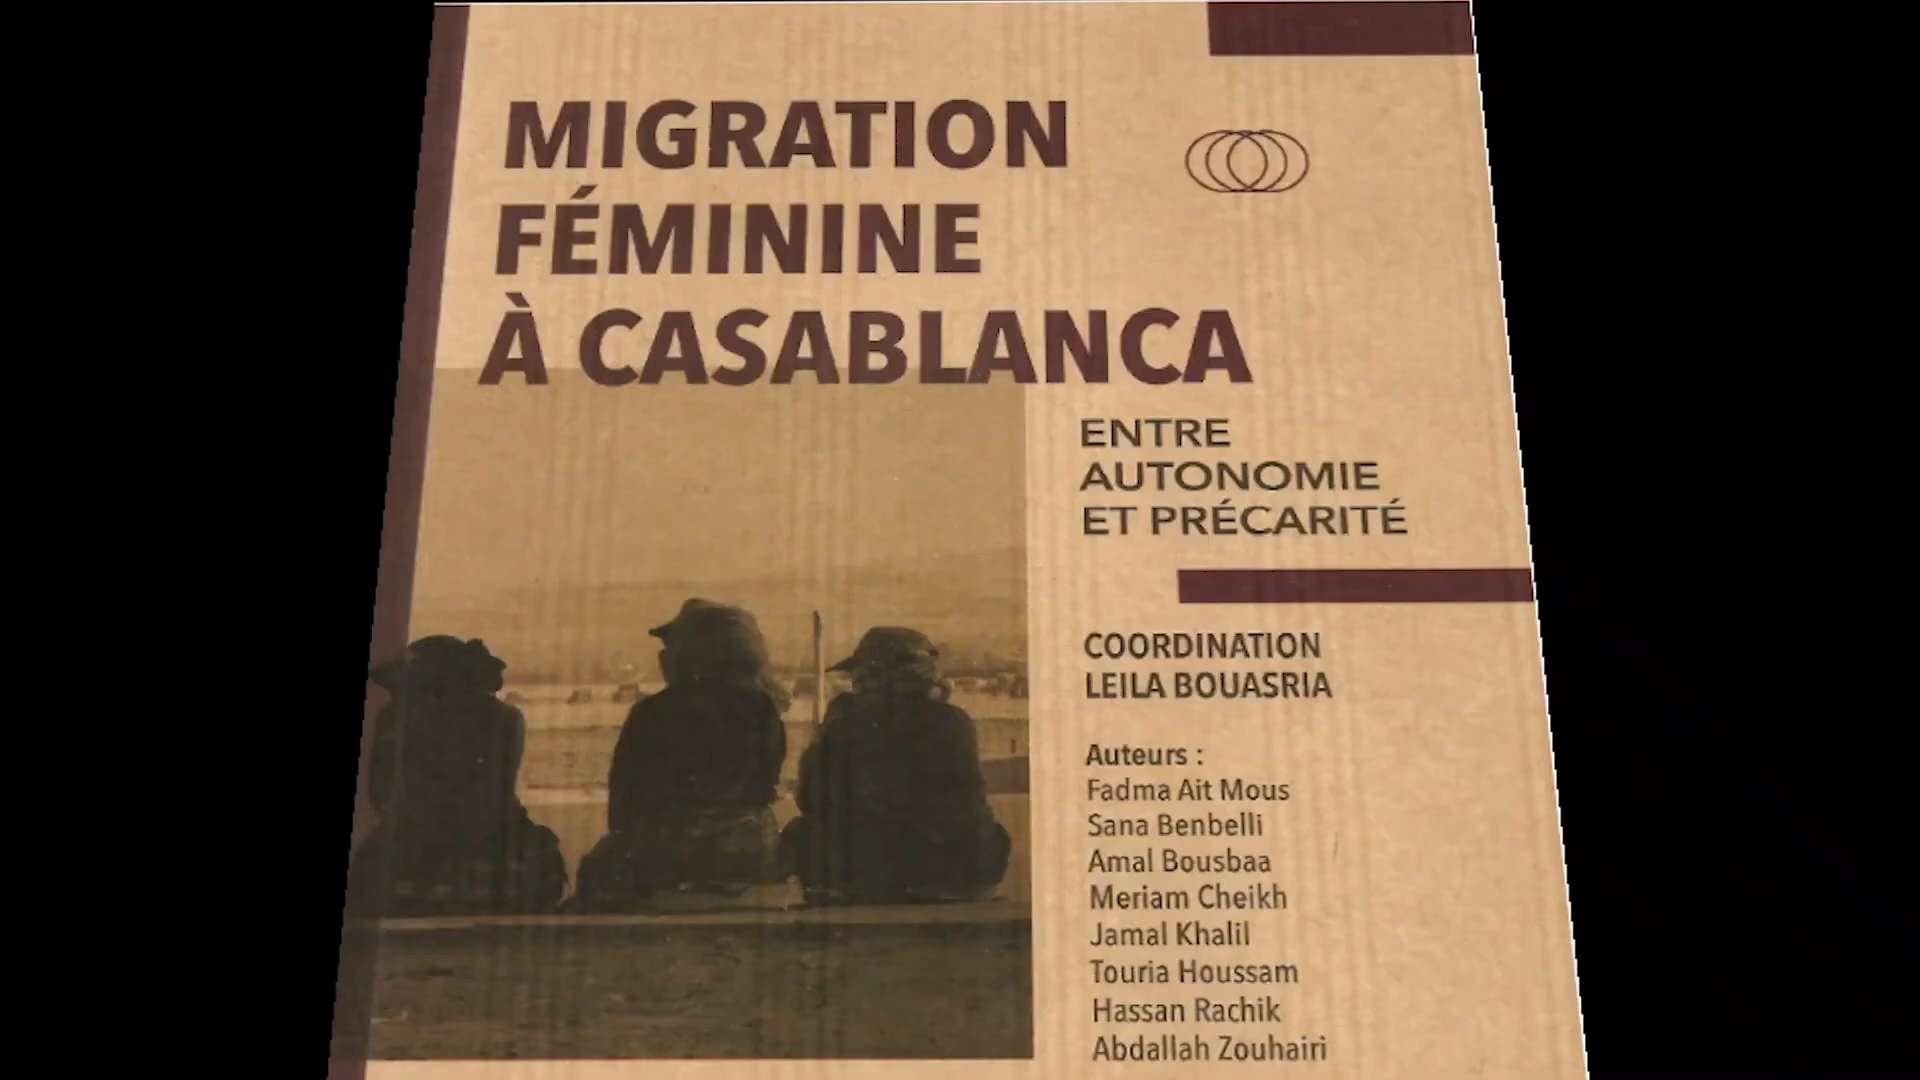 MIGRATION
FÉMININE
À CASABLANCA
ENTRE
AUTONOMIE
ET PRÉCARITÉ
COORDINATION
LEILA BOUASRIA
Auteurs :
Fadma Ait Mous
Sana Benbelli
Amal Bousbaa
Meriam Cheikh
Jamal Khalil
Touria Houssam
Hassan Rachik
Abdallah Zouhairi